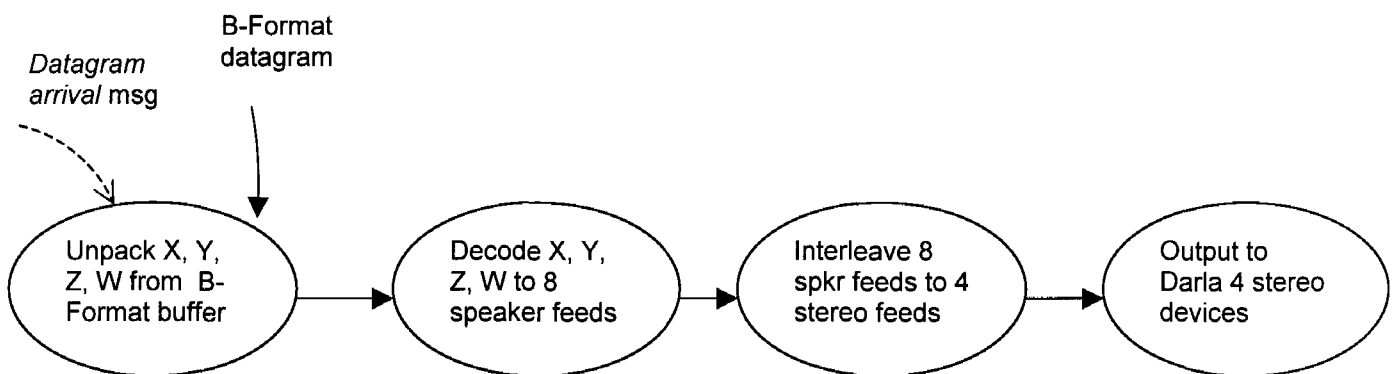 B-Format
datagram
Datagram
arrival msg
Unpack X, Y,
Z, W from B-
Format buffer
Decode X, Y,
Z, W to 8
speaker feeds
Interleave 8
spkr feeds to 4
stereo feeds
Output to
Darla 4 stereo
devices